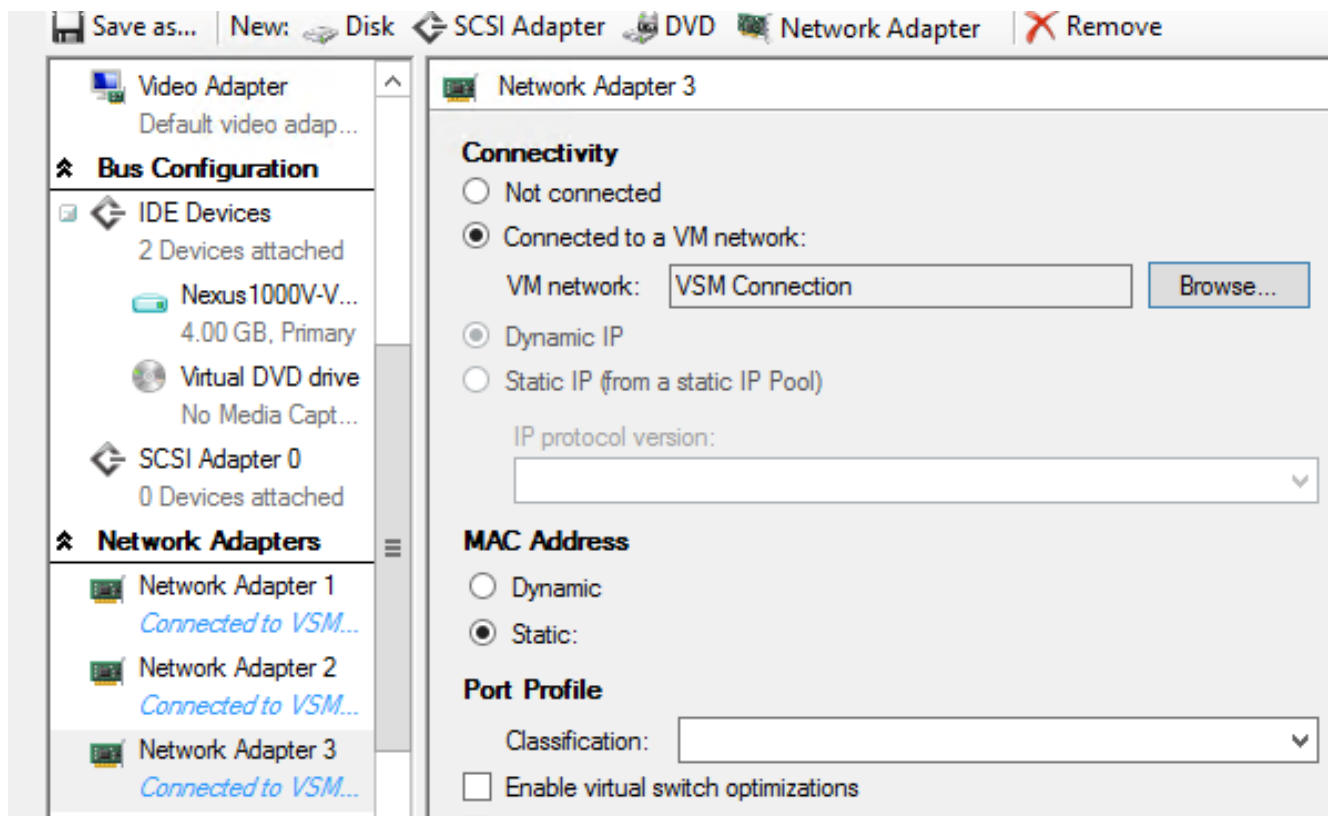 Save as... New: Disk SCSI Adapter DVD Network Adapter Remove
Video Adapter
Default video adap...
Bus Configuration
IDE Devices
2 Devices attached
Nexus1000V-V...
4.00 GB, Primary
Virtual DVD drive
No Media Capt...
SCSI Adapter 0
0 Devices attached
Network Adapters
Network Adapter 1
Connected to VSM...
Network Adapter 2
Connected to VSM...
Network Adapter 3
Connected to VSM...
Network Adapter 3
Connectivity
Not connected
Connected to a VM network:
VM network: VSM Connection Browse...
Dynamic IP
Static IP (from a static IP Pool)
IP protocol version:
MAC Address
Dynamic
Static:
Port Profile
Classification:
Enable virtual switch optimizations